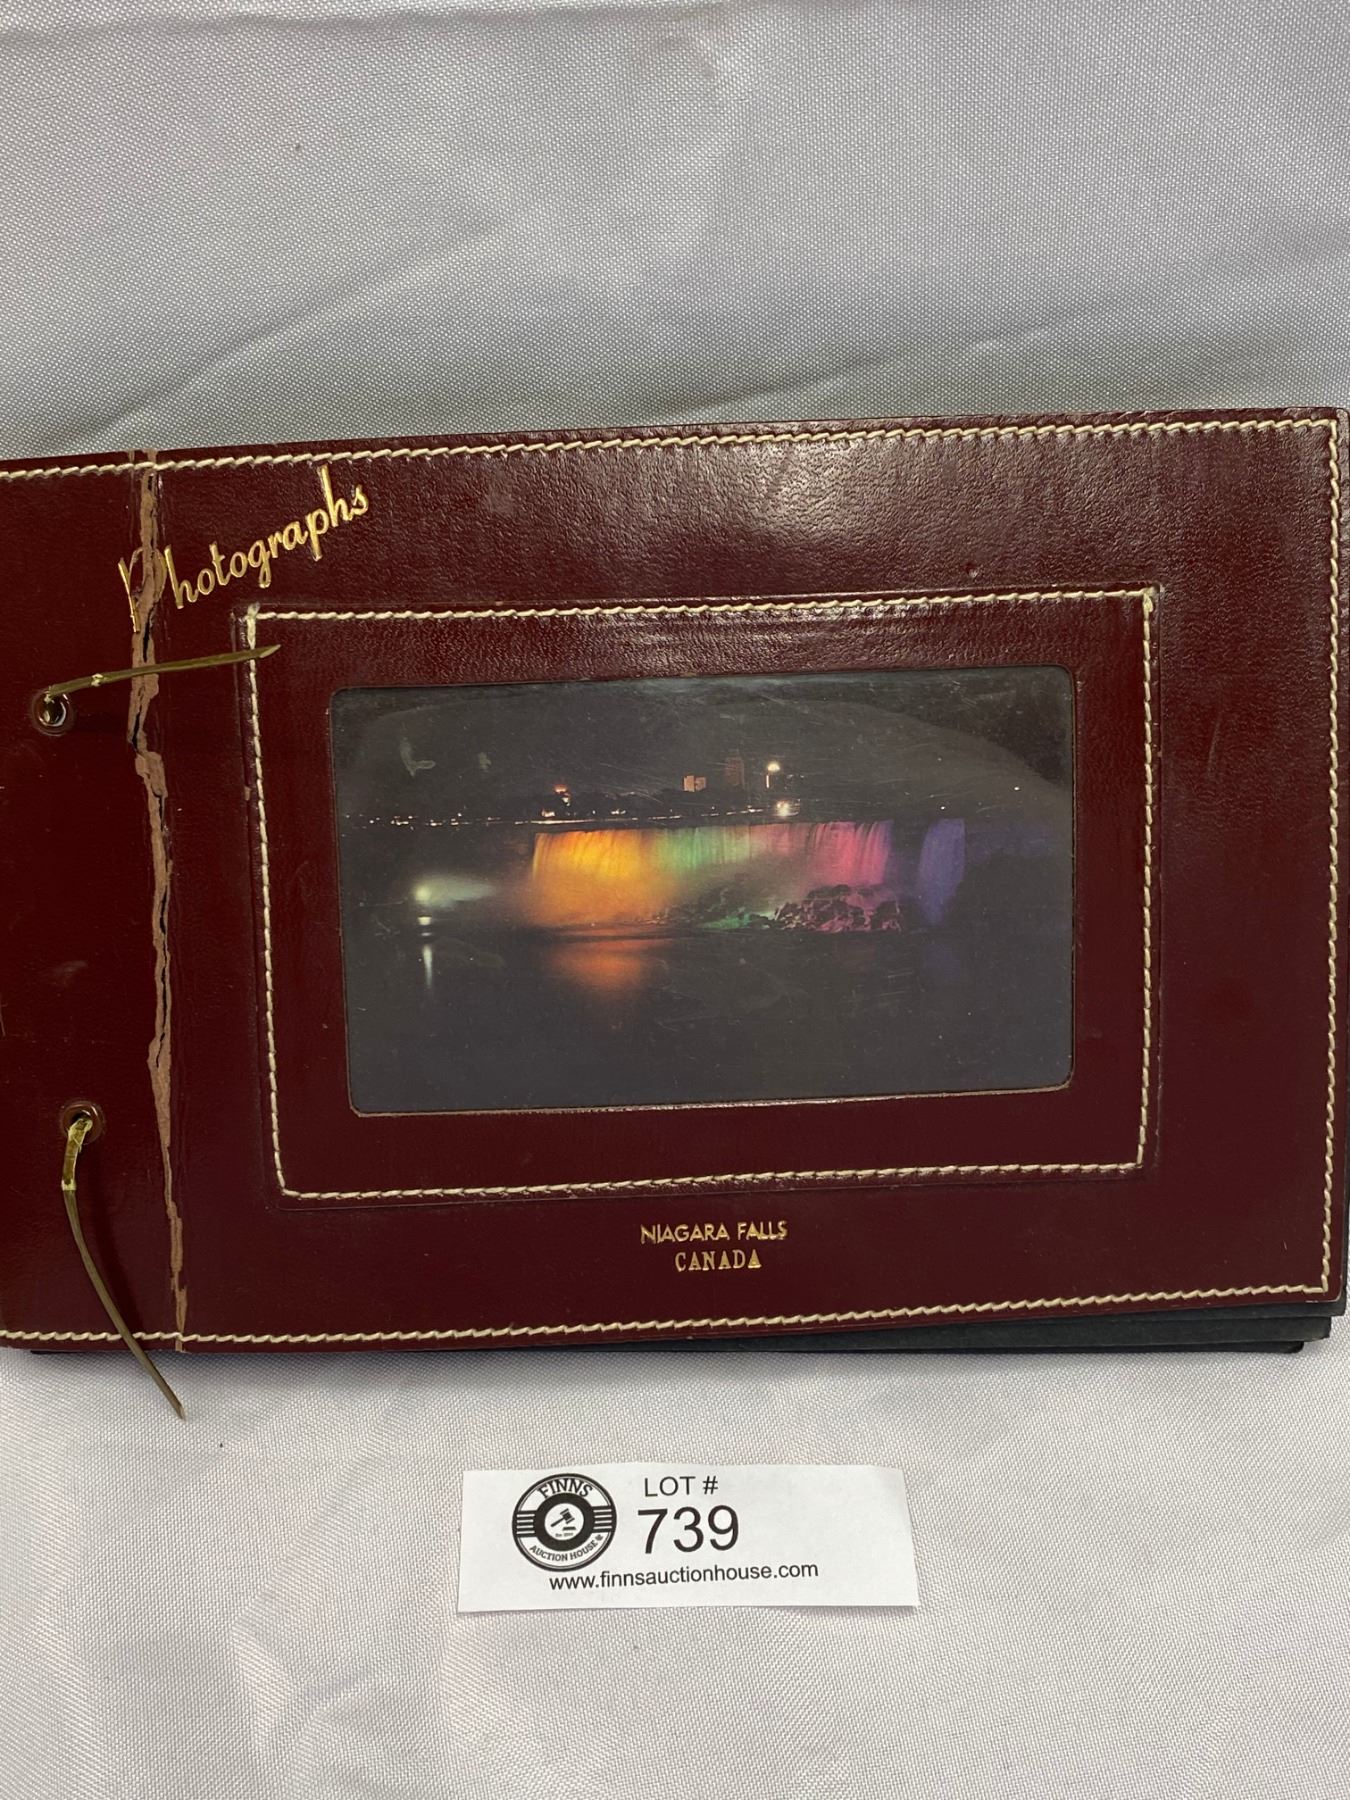 Photographs
NIAGARA FALLS
CANADA
FINNS
AUCTION HOUSE
LOT #
739
www.finnsauctionhouse.com